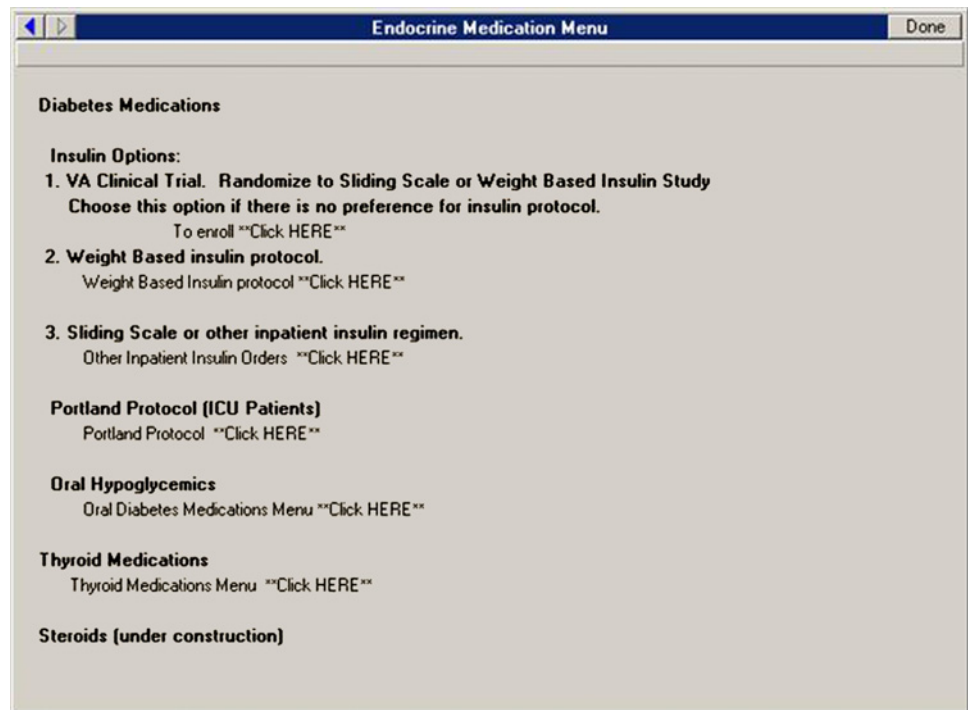 Endocrine Medication Menu
Done
Diabetes Medications
Insulin Options:
1. VA Clinical Trial. Randomize to Sliding Scale or Weight Based Insulin Study
Choose this option if there is no preference for insulin protocol.
To enroll **Click HERE**
2. Weight Based insulin protocol.
Weight Based Insulin protocol **Click HERE**
3. Sliding Scale or other inpatient insulin regimen.
Other Inpatient Insulin Orders **Click HERE**
Portland Protocol (ICU Patients)
Portland Protocol **Click HERE**
Oral Hypoglycemics
Oral Diabetes Medications Menu **Click HERE**
Thyroid Medications
Thyroid Medications Menu **Click HERE**
Steroids (under construction)